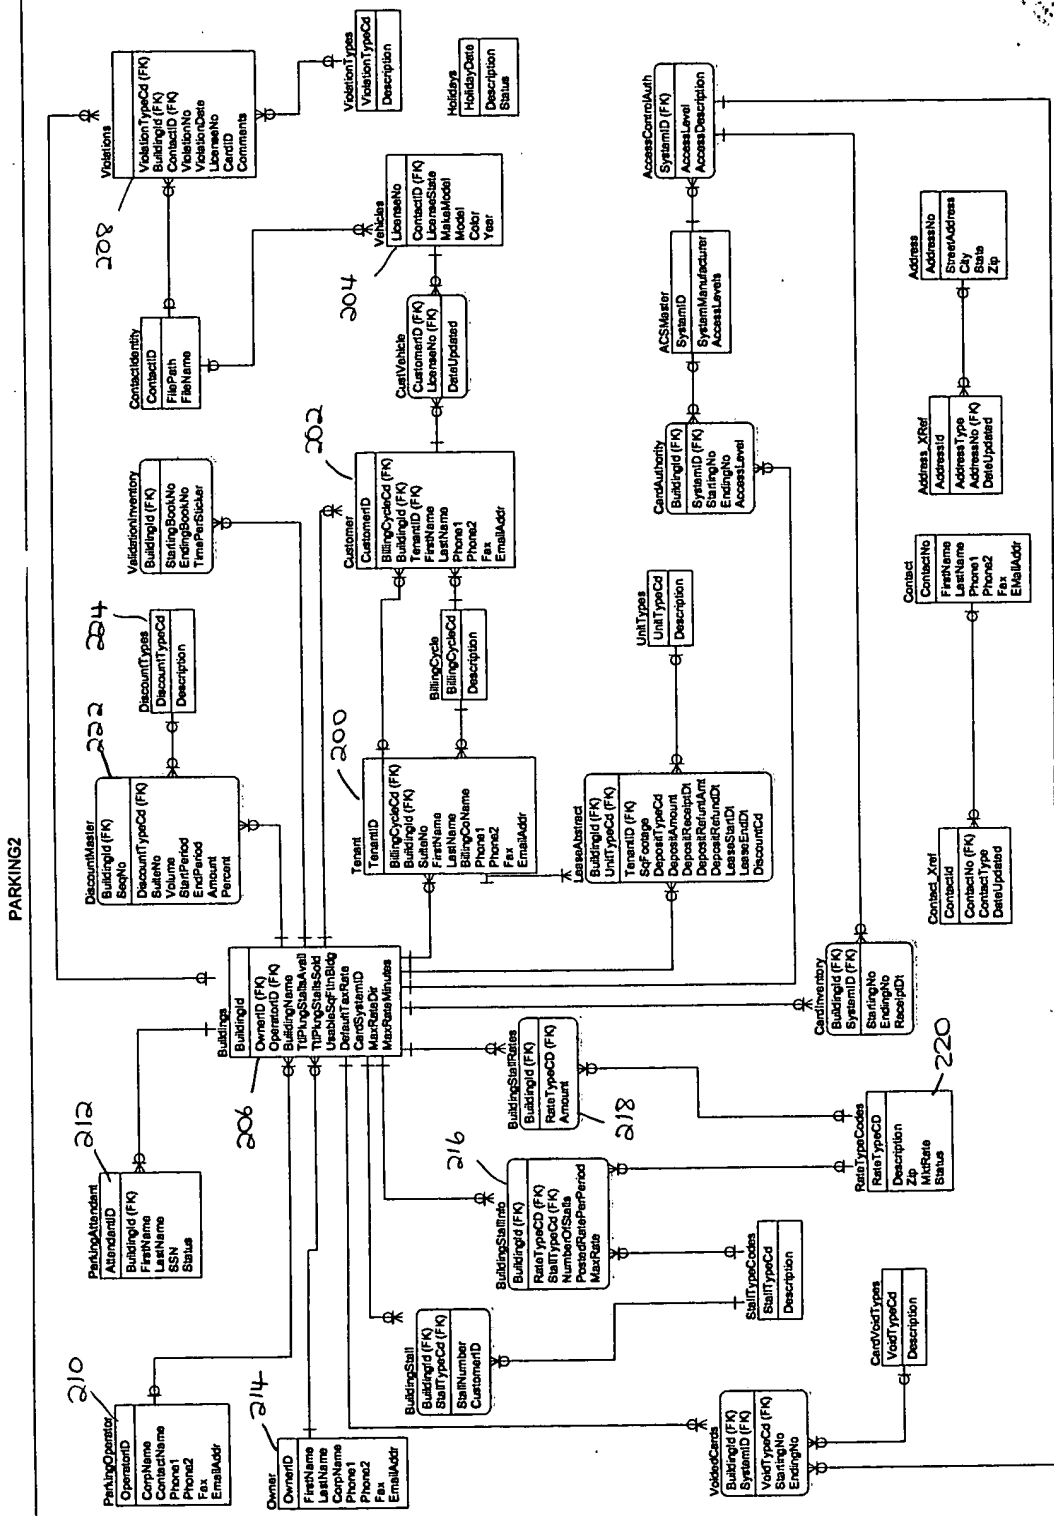 PARKING2
ParkingOperator
210
OperatorID
CorpName
ContactName
Phone1
Phone2
Fax
EmailAddr
Owner
214
OwnerID
FirstName
LastName
CorpName
Phone1
Phone2
Fax
EmailAddr
ParkingAttendant
212
AttendantID
BuildingId (FK)
FirstName
LastName
SSN
Status
Buildings
206
BuildingId
OwnerID (FK)
OperatorID (FK)
BuildingName
TtlPkngStallsAvail
TtlPkngStallsSold
UsableSqFtInBldg
DefaultTaxRate
CardSystemID
MaxRateDir
MaxRateMinutes
DiscountMaster
222
BuildingId (FK)
SeqNo
DiscountTypeCd (FK)
SuiteNo
Volume
StartPeriod
EndPeriod
Amount
Percent
DiscountTypes
224
DiscountTypeCd
Description
ValidationInventory
BuildingId (FK)
StartingBookNo
EndingBookNo
TimePerSticker
ContactIdentity
ContactID
FilePath
FileName
Violations
208
ViolationTypeCd (FK)
BuildingId (FK)
ContactID (FK)
ViolationNo
ViolationDate
LicenseNo
CardID
Comments
ViolationTypes
ViolationTypeCd
Description
Holidays
HolidayDate
Description
Status
Tenant
200
TenantID
BillingCycleCd (FK)
BuildingId (FK)
SuiteNo
FirstName
LastName
BillingCoName
Phone1
Phone2
Fax
EmailAddr
BillingCycle
BillingCycleCd
Description
Customer
202
CustomerID
BillingCycleCd (FK)
BuildingId (FK)
TenantID (FK)
FirstName
LastName
Phone1
Phone2
Fax
EmailAddr
CustVehicle
CustomerID (FK)
LicenseNo (FK)
DateUpdated
Vehicles
204
LicenseNo
ContactID (FK)
LicenseState
MakeModel
Model
Color
Year
BuildingStall
BuildingId (FK)
StallTypeCd (FK)
StallNumber
CustomerID
BuildingStallInfo
216
BuildingId (FK)
RateTypeCD (FK)
StallTypeCd (FK)
NumberOfStalls
PostedRatePerPeriod
MaxRate
BuildingStallRates
218
BuildingId (FK)
RateTypeCD (FK)
Amount
LeaseAbstract
BuildingId (FK)
UnitTypeCd (FK)
TenantID (FK)
SqFootage
DepositTypeCd
DepositAmount
DepositReceiptDt
DepositRefuntAmt
DepositRefundDt
LeaseStartDt
LeaseEndDt
DiscountCd
UnitTypes
UnitTypeCd
Description
CardAuthority
BuildingId (FK)
SystemID (FK)
StartingNo
EndingNo
AccessLevel
ACSMaster
SystemID
SystemManufacturer
AccessLevels
AccessControlAuth
SystemID (FK)
AccessLevel
AccessDescription
VoidedCards
BuildingId (FK)
SystemID (FK)
VoidTypeCd (FK)
StartingNo
EndingNo
CardVoidTypes
VoidTypeCd
Description
StallTypeCodes
StallTypeCd
Description
RateTypeCodes
220
RateTypeCD
Description
Zip
MktRate
Status
CardInventory
BuildingId (FK)
SystemID (FK)
StartingNo
EndingNo
ReceiptDt
Contact_Xref
ContactId
ContactNo (FK)
ContactType
DateUpdated
Contact
ContactNo
FirstName
LastName
Phone1
Phone2
Fax
EMailAddr
Address_XRef
AddressId
AddressType
AddressNo (FK)
DateUpdated
Address
AddressNo
StreetAddress
City
State
Zip